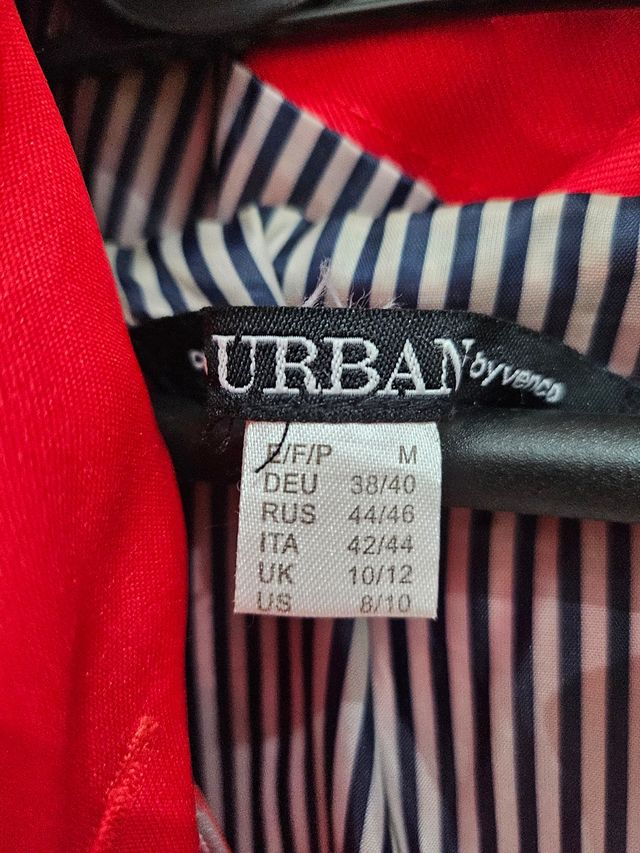 URBAN
by venca
E/F/P M
DEU 38/40
RUS 44/46
ITA 42/44
UK 10/12
US 8/10